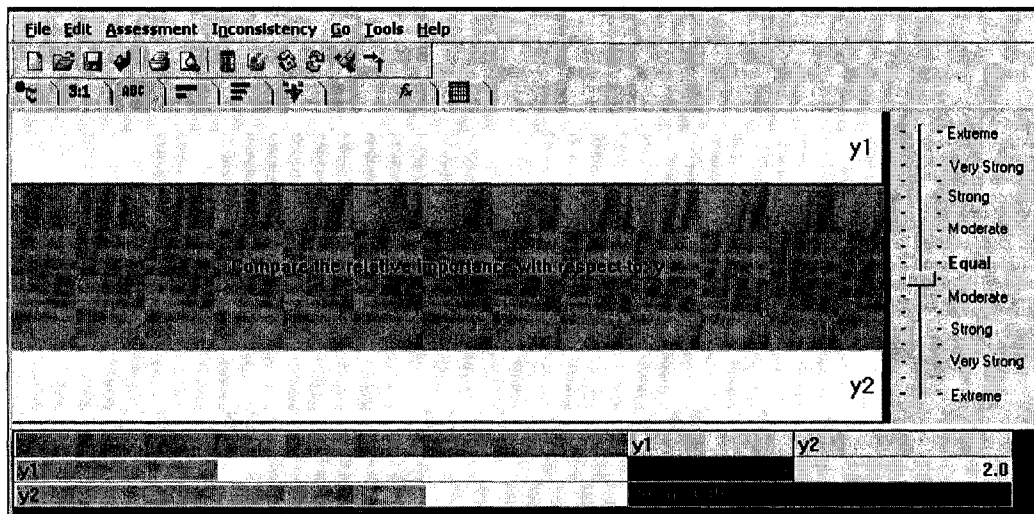 File Edit Assessment Inconsistency Go Tools Help
3:1 ABC
y1
Extreme
Very Strong
Strong
Moderate
Equal
Moderate
Strong
Very Strong
Extreme
Compare the relative importance with respect to: y
y2
y1 y2
y1 2.0
y2